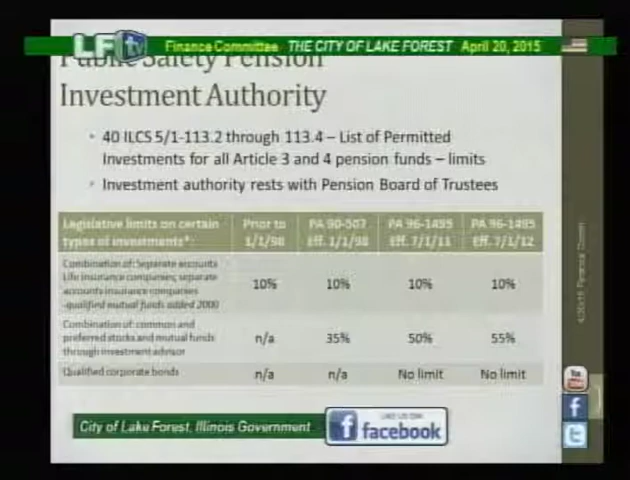 LFtv Finance Committee THE CITY OF LAKE FOREST April 20, 2015
Public Safety Pension
Investment Authority
• 40 ILCS 5/1-113.2 through 113.4 – List of Permitted
Investments for all Article 3 and 4 pension funds – limits
• Investment authority rests with Pension Board of Trustees
Legislative limits on certain types of investments*: Prior to 1/1/98 PA 90-507 Eff. 1/1/98 PA 96-1495 Eff. 7/1/11 PA 96-1495 Eff. 7/1/12
Combination of: Separate accounts
Life insurance companies; separate
accounts insurance companies
-qualified mutual funds added 2000
10% 10% 10% 10%
Combination of: common and
preferred stocks and mutual funds
through investment advisor
n/a 35% 50% 55%
Qualified corporate bonds n/a n/a No limit No limit
City of Lake Forest, Illinois Government
LIKE US ON
facebook
You
Tube